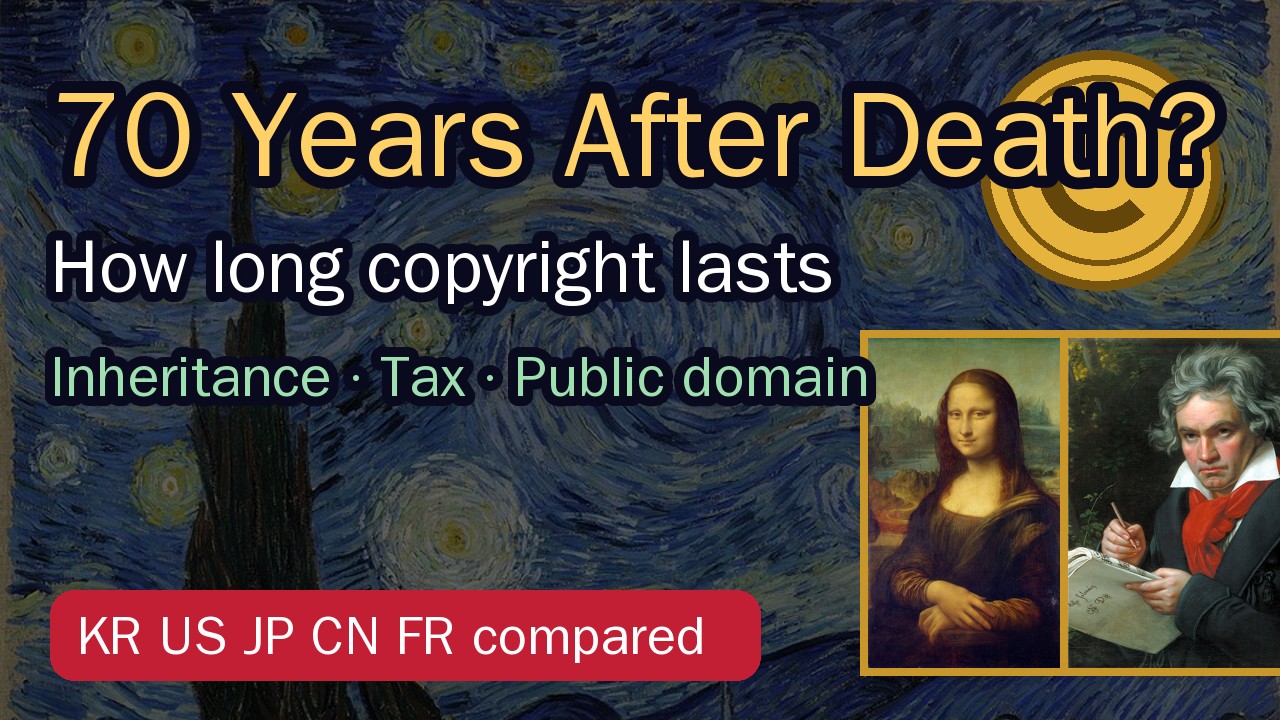 70 Years After Death?
How long copyright lasts
Inheritance · Tax · Public domain
KR US JP CN FR compared